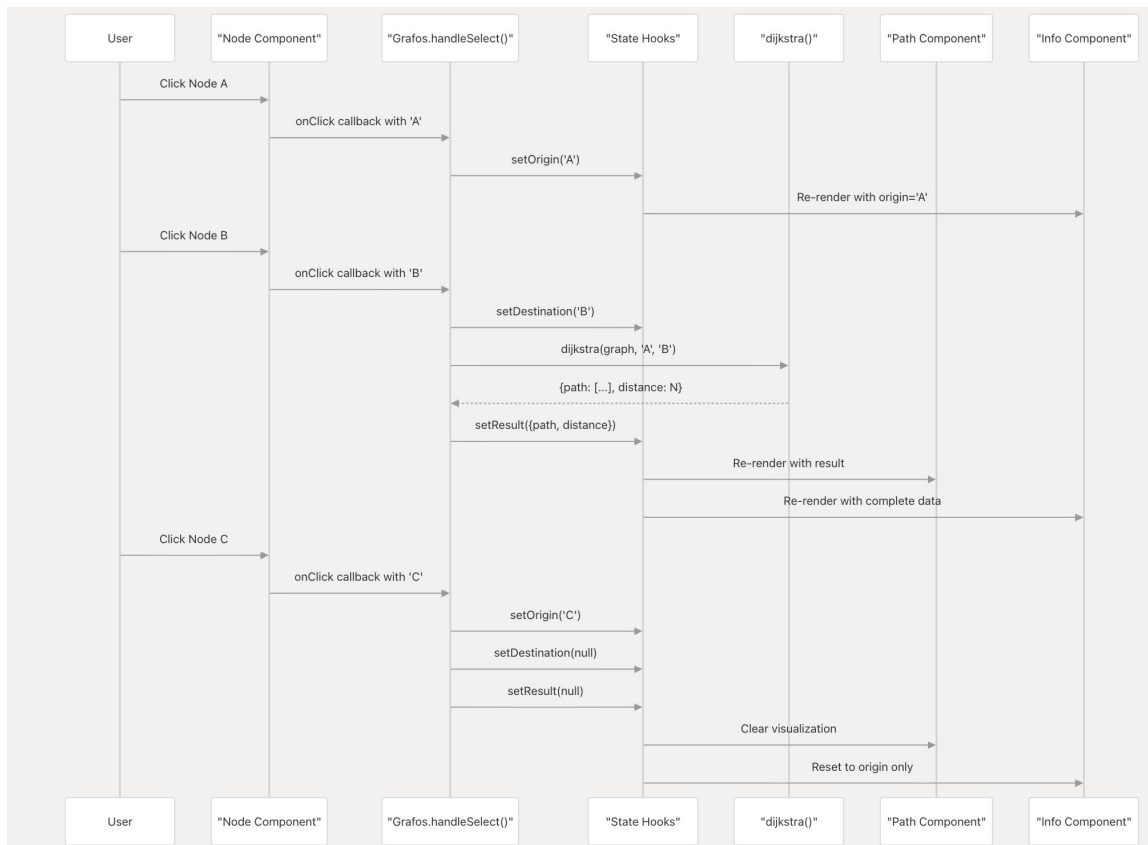 User
"Node Component"
"Grafos.handleSelect()"
"State Hooks"
"dijkstra()"
"Path Component"
"Info Component"
Click Node A
onClick callback with 'A'
setOrigin('A')
Re-render with origin='A'
Click Node B
onClick callback with 'B'
setDestination('B')
dijkstra(graph, 'A', 'B')
{path: [...], distance: N}
setResult({path, distance})
Re-render with result
Re-render with complete data
Click Node C
onClick callback with 'C'
setOrigin('C')
setDestination(null)
setResult(null)
Clear visualization
Reset to origin only
User
"Node Component"
"Grafos.handleSelect()"
"State Hooks"
"dijkstra()"
"Path Component"
"Info Component"